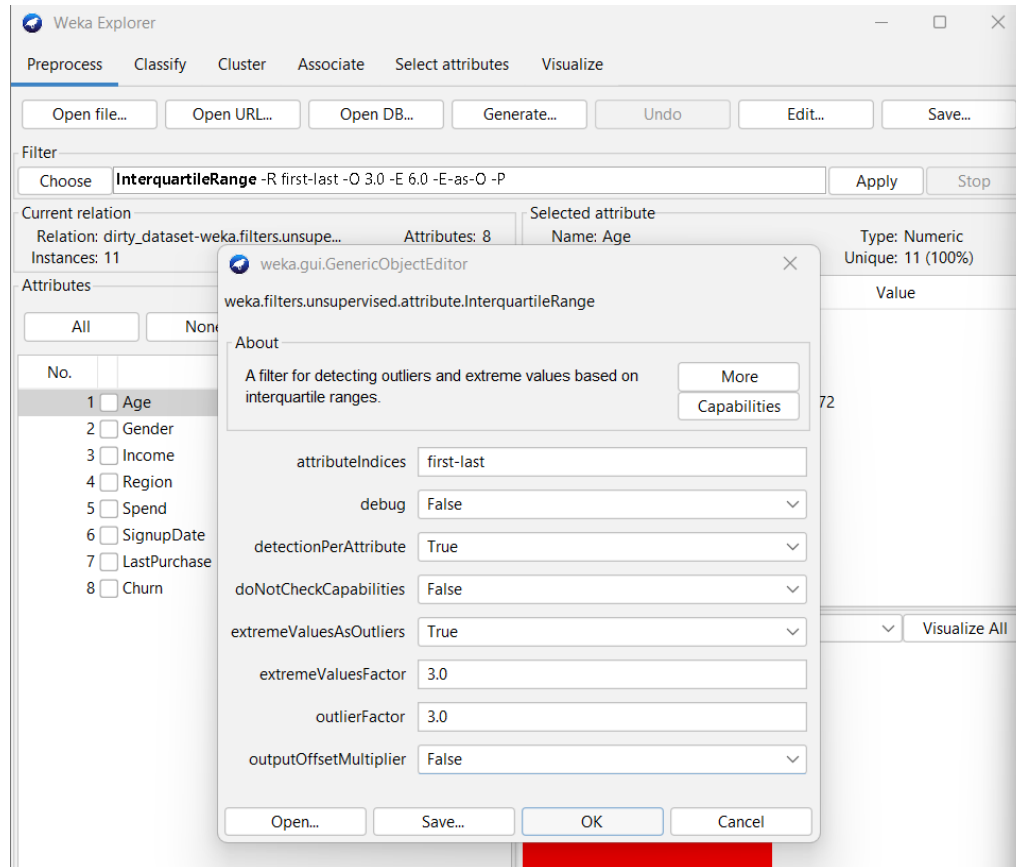 Weka Explorer
Preprocess Classify Cluster Associate Select attributes Visualize
Open file... Open URL... Open DB... Generate... Undo Edit... Save...
Filter
Choose InterquartileRange -R first-last -O 3.0 -E 6.0 -E-as-O -P Apply Stop
Current relation
Relation: dirty_dataset-weka.filters.unsupe... Attributes: 8
Instances: 11
Selected attribute
Name: Age Type: Numeric
Unique: 11 (100%)
Attributes
All None
No.
1 Age
2 Gender
3 Income
4 Region
5 Spend
6 SignupDate
7 LastPurchase
8 Churn
Value
72
Visualize All
weka.gui.GenericObjectEditor
weka.filters.unsupervised.attribute.InterquartileRange
About
A filter for detecting outliers and extreme values based on
interquartile ranges.
More
Capabilities
attributeIndices first-last
debug False
detectionPerAttribute True
doNotCheckCapabilities False
extremeValuesAsOutliers True
extremeValuesFactor 3.0
outlierFactor 3.0
outputOffsetMultiplier False
Open... Save... OK Cancel